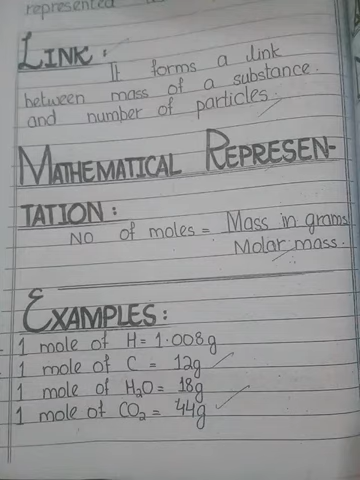 represented
LINK:
It forms a link
between mass of a substance.
and number of particles.
MATHEMATICAL REPRESEN-
TATION:
NO of moles = Mass in grams
Molar mass.
EXAMPLES:
1 mole of H = 1.008g
1 mole of C = 12g
1 mole of H₂O = 18g
1 mole of CO₂ = 44g